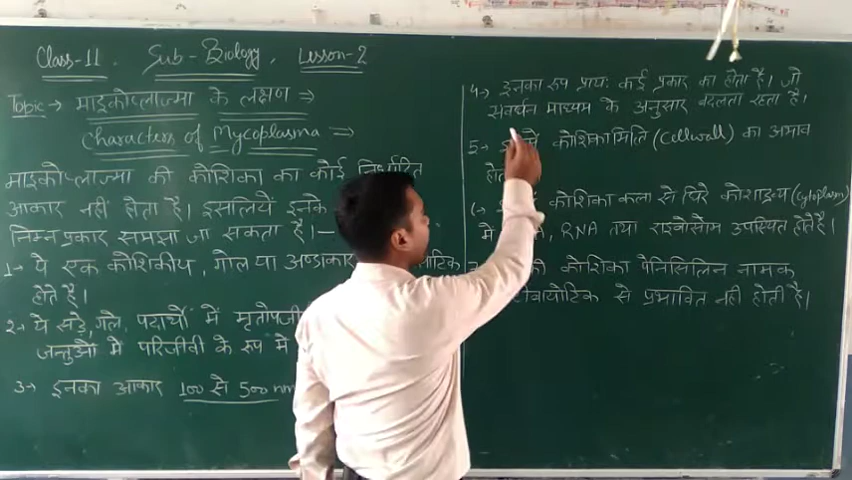 Class-11. Sub-Biology, Lesson-2
Topic→ माइकोप्लाज्मा के लक्षण ⇒
Characters of Mycoplasma ⇒
माइकोप्लाज्मा की कोशिका का कोई निर्धारित
आकार नहीं होता है। इसलिये इनके
निम्न प्रकार समझा जा सकता है।—
1→ ये एक कोशिकीय, गोल या अण्डाकार
होते है।
2→ ये सड़े, गले, पदार्थो में मृतोपजी
जन्तुओ में परिजीवी के रूप में
3→ इनका आकार 100 से 500 nm
4→ इनका रूप प्रायः कई प्रकार का होता है। जो
सवर्धन माध्यम के अनुसार बदलता रहता है।
5→ कोशिकाभित्ति (Cellwall) का अभाव
कोशिका कला से घिरे कोशाद्रव्य (cytoplasm)
में RNA तथा राइबोसोम उपस्थित होते है।
की कोशिका पेनिसिलिन नामक
से प्रभावित नही होती है।